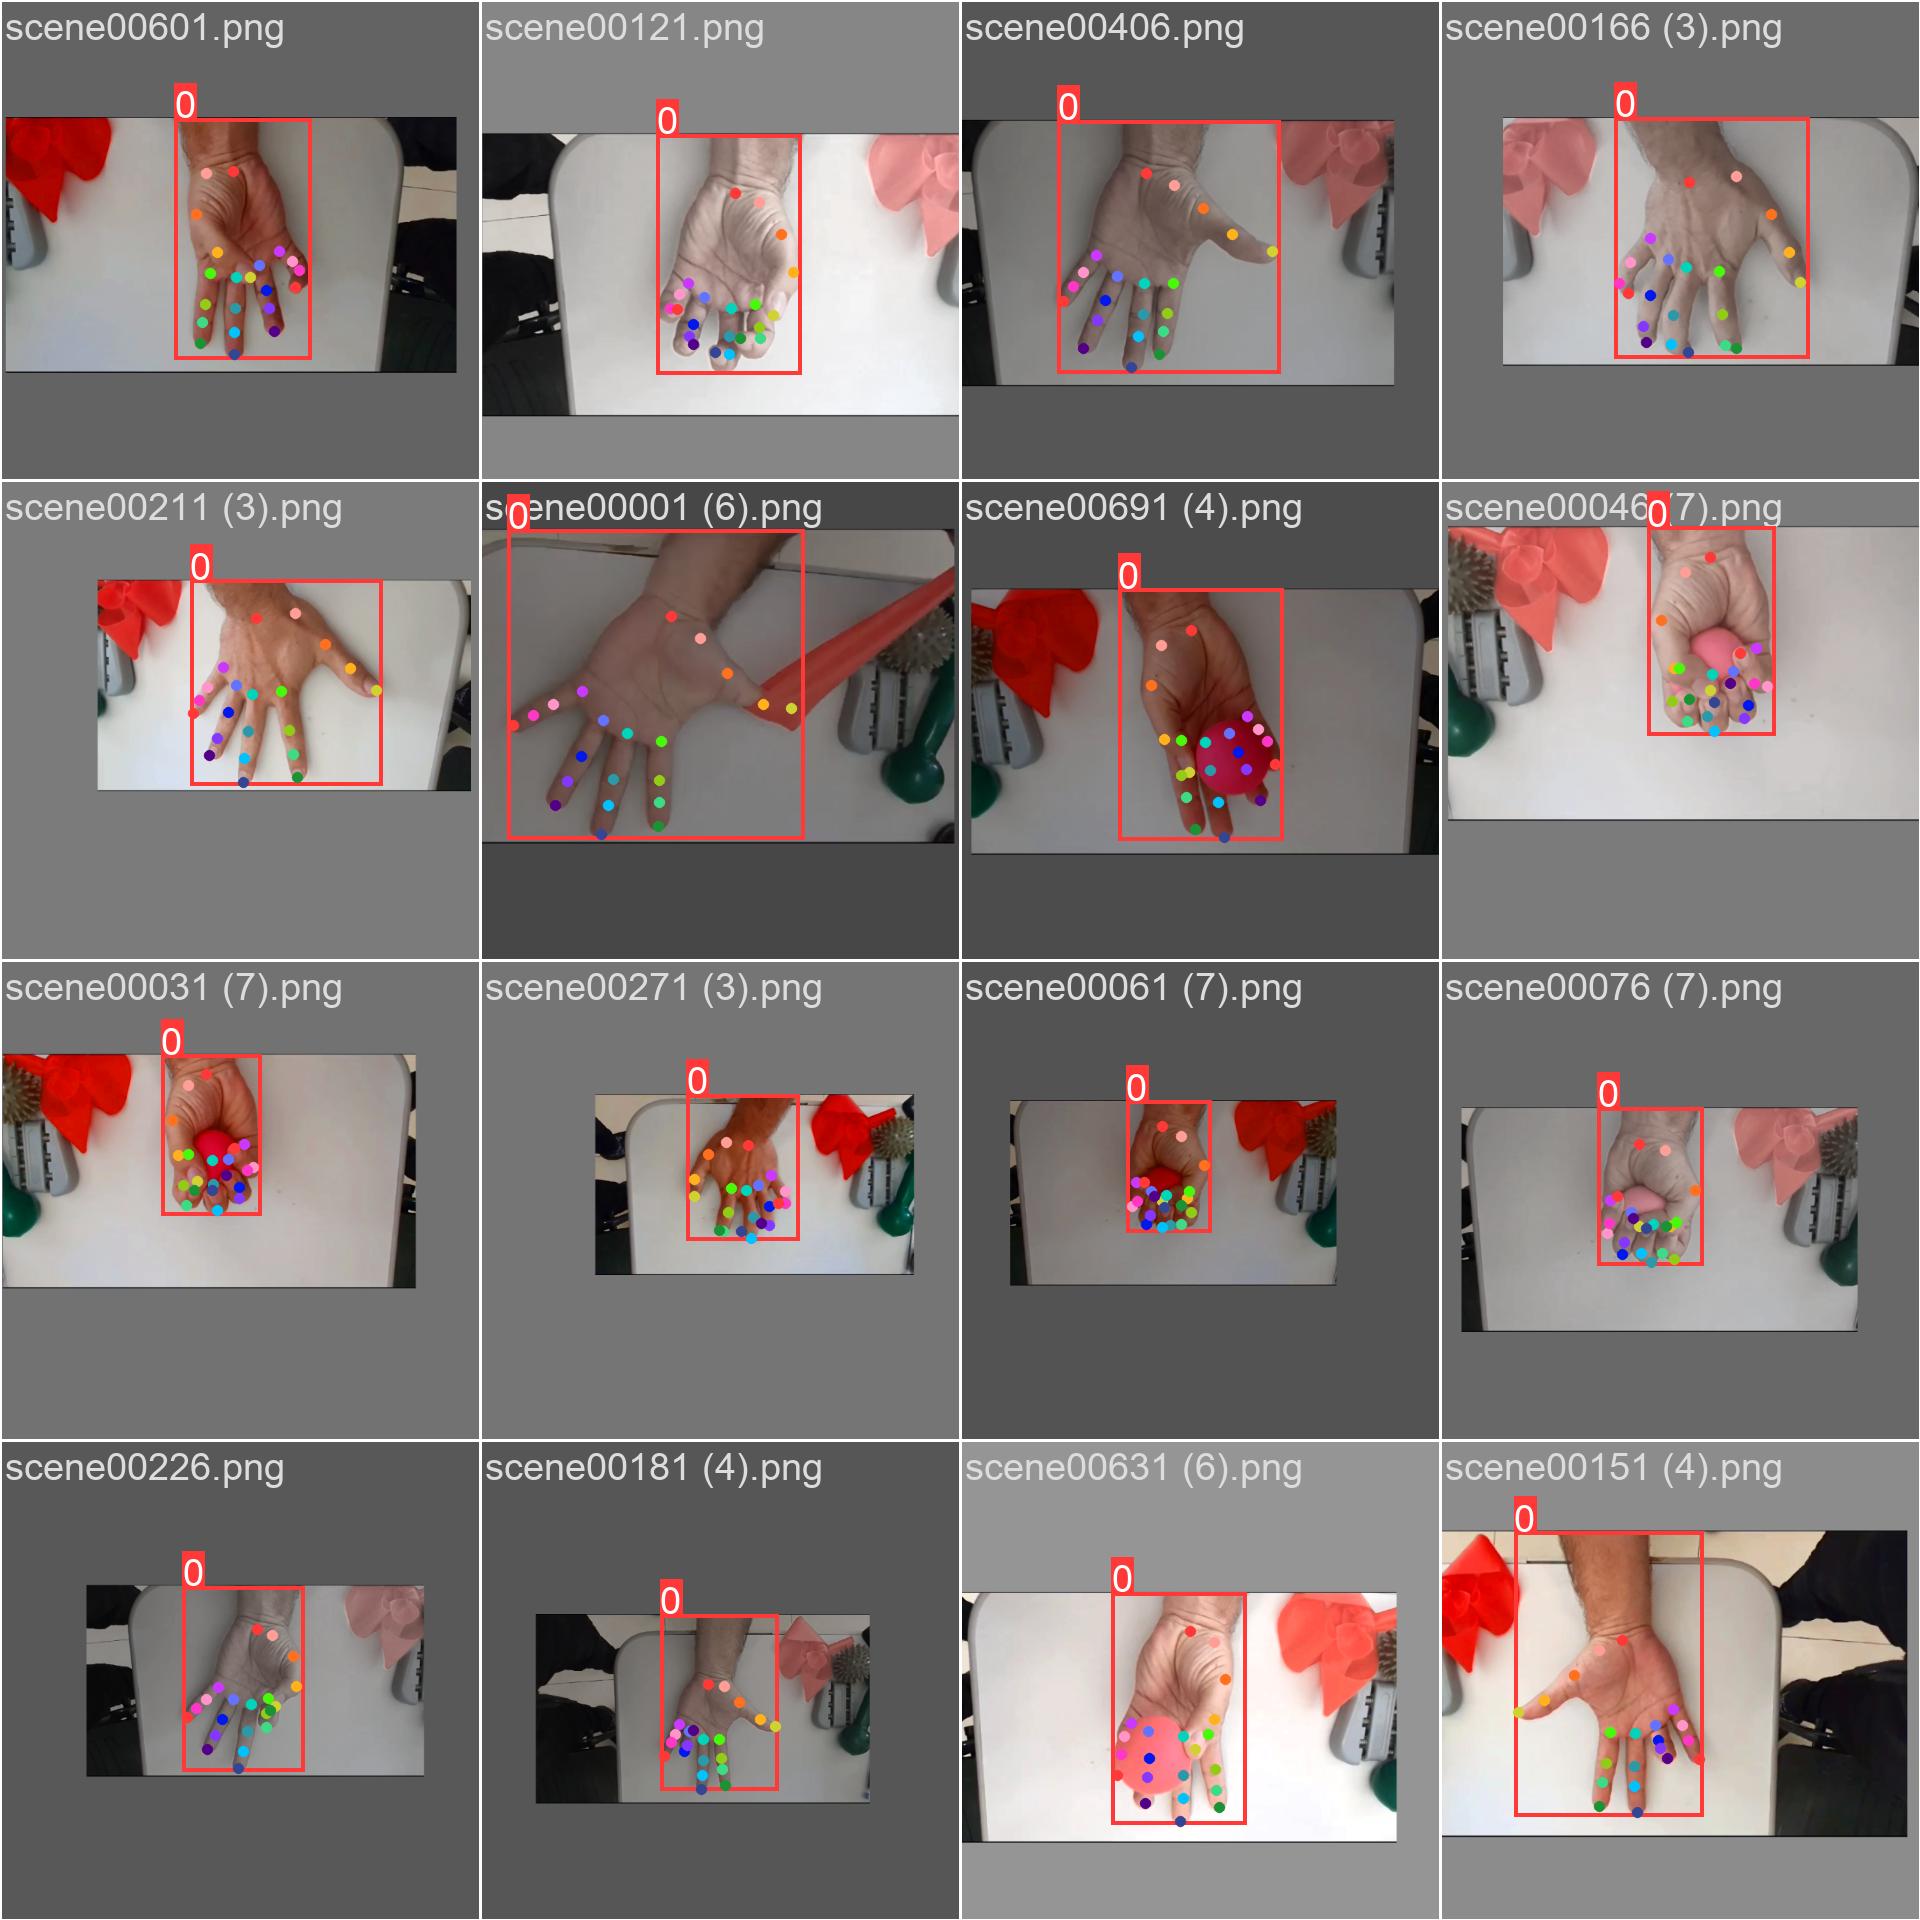 scene00601.png
0
scene00121.png
0
scene00406.png
0
scene00166 (3).png
0
scene00211 (3).png
0
scene00001 (6).png
0
scene00691 (4).png
0
scene00046 (7).png
0
scene00031 (7).png
0
scene00271 (3).png
0
scene00061 (7).png
0
scene00076 (7).png
0
scene00226.png
0
scene00181 (4).png
0
scene00631 (6).png
0
scene00151 (4).png
0